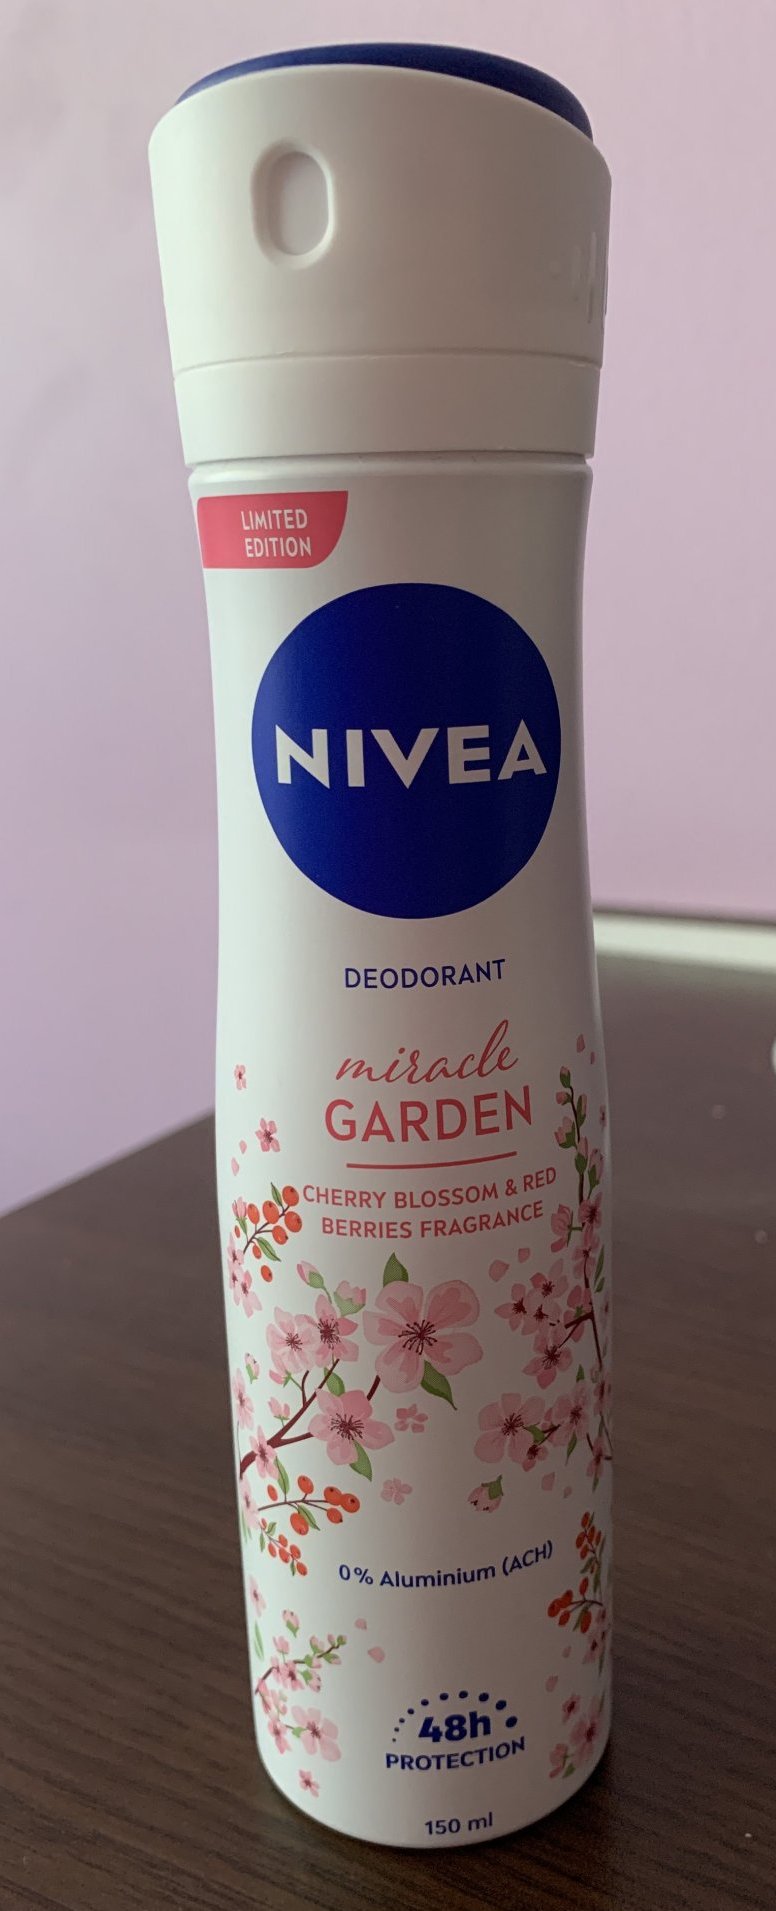 LIMITED
EDITION
NIVEA
DEODORANT
miracle
GARDEN
CHERRY BLOSSOM & RED
BERRIES FRAGRANCE
0% Aluminium (ACH)
48h
PROTECTION
150 ml